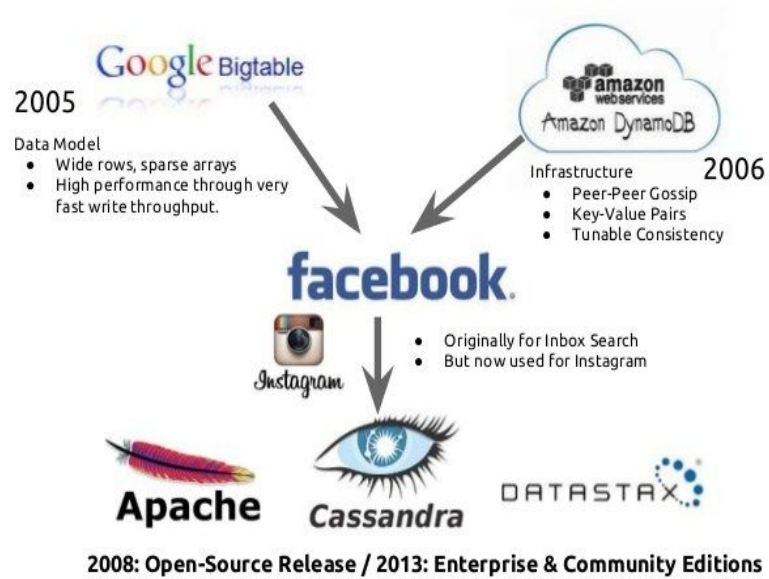 Google Bigtable
2005
Data Model
● Wide rows, sparse arrays
● High performance through very
fast write throughput.
amazon
webservices
Amazon DynamoDB
2006
Infrastructure
● Peer-Peer Gossip
● Key-Value Pairs
● Tunable Consistency
facebook.
Instagram
● Originally for Inbox Search
● But now used for Instagram
Apache
Cassandra
DATASTAX
2008: Open-Source Release / 2013: Enterprise & Community Editions